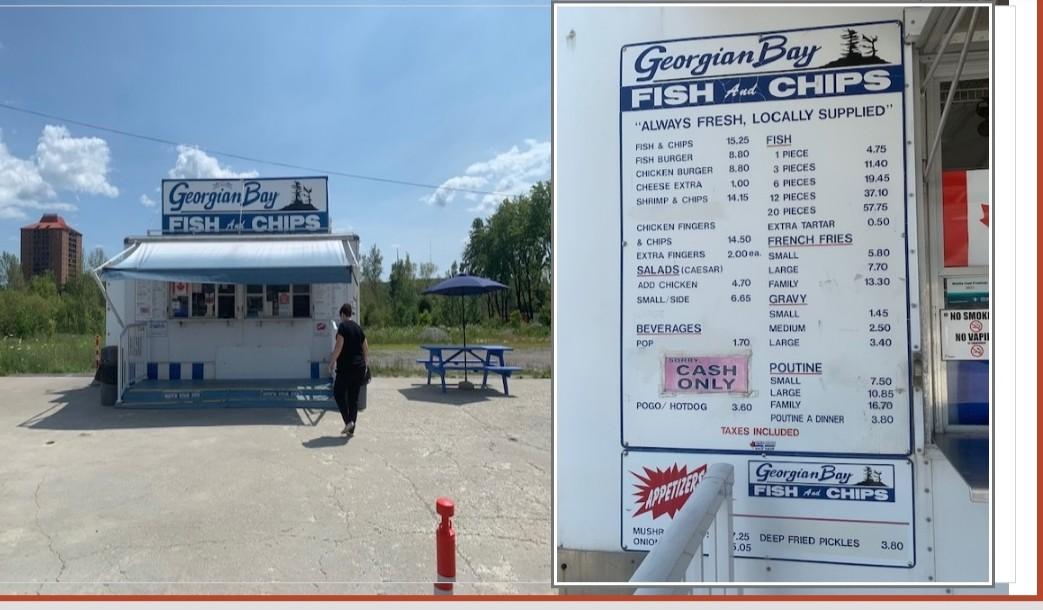 Georgian Bay
FISH And CHIPS
Georgian Bay
FISH And CHIPS
"ALWAYS FRESH, LOCALLY SUPPLIED"
FISH & CHIPS 15.25
FISH BURGER 8.80
CHICKEN BURGER 8.80
CHEESE EXTRA 1.00
SHRIMP & CHIPS 14.15
CHICKEN FINGERS
& CHIPS 14.50
EXTRA FINGERS 2.00 ea.
SALADS (CAESAR)
ADD CHICKEN 4.70
SMALL/SIDE 6.65
BEVERAGES
POP 1.70
SORRY,
CASH
ONLY
POGO/HOTDOG 3.60
FISH
1 PIECE 4.75
3 PIECES 11.40
6 PIECES 19.45
12 PIECES 37.10
20 PIECES 57.75
EXTRA TARTAR 0.50
FRENCH FRIES
SMALL 5.80
LARGE 7.70
FAMILY 13.30
GRAVY
SMALL 1.45
MEDIUM 2.50
LARGE 3.40
POUTINE
SMALL 7.50
LARGE 10.85
FAMILY 16.70
POUTINE A DINNER 3.80
TAXES INCLUDED
APPETIZERS
Georgian Bay
FISH And CHIPS
DEEP FRIED PICKLES 3.80
NO SMOKI
NO VAPI